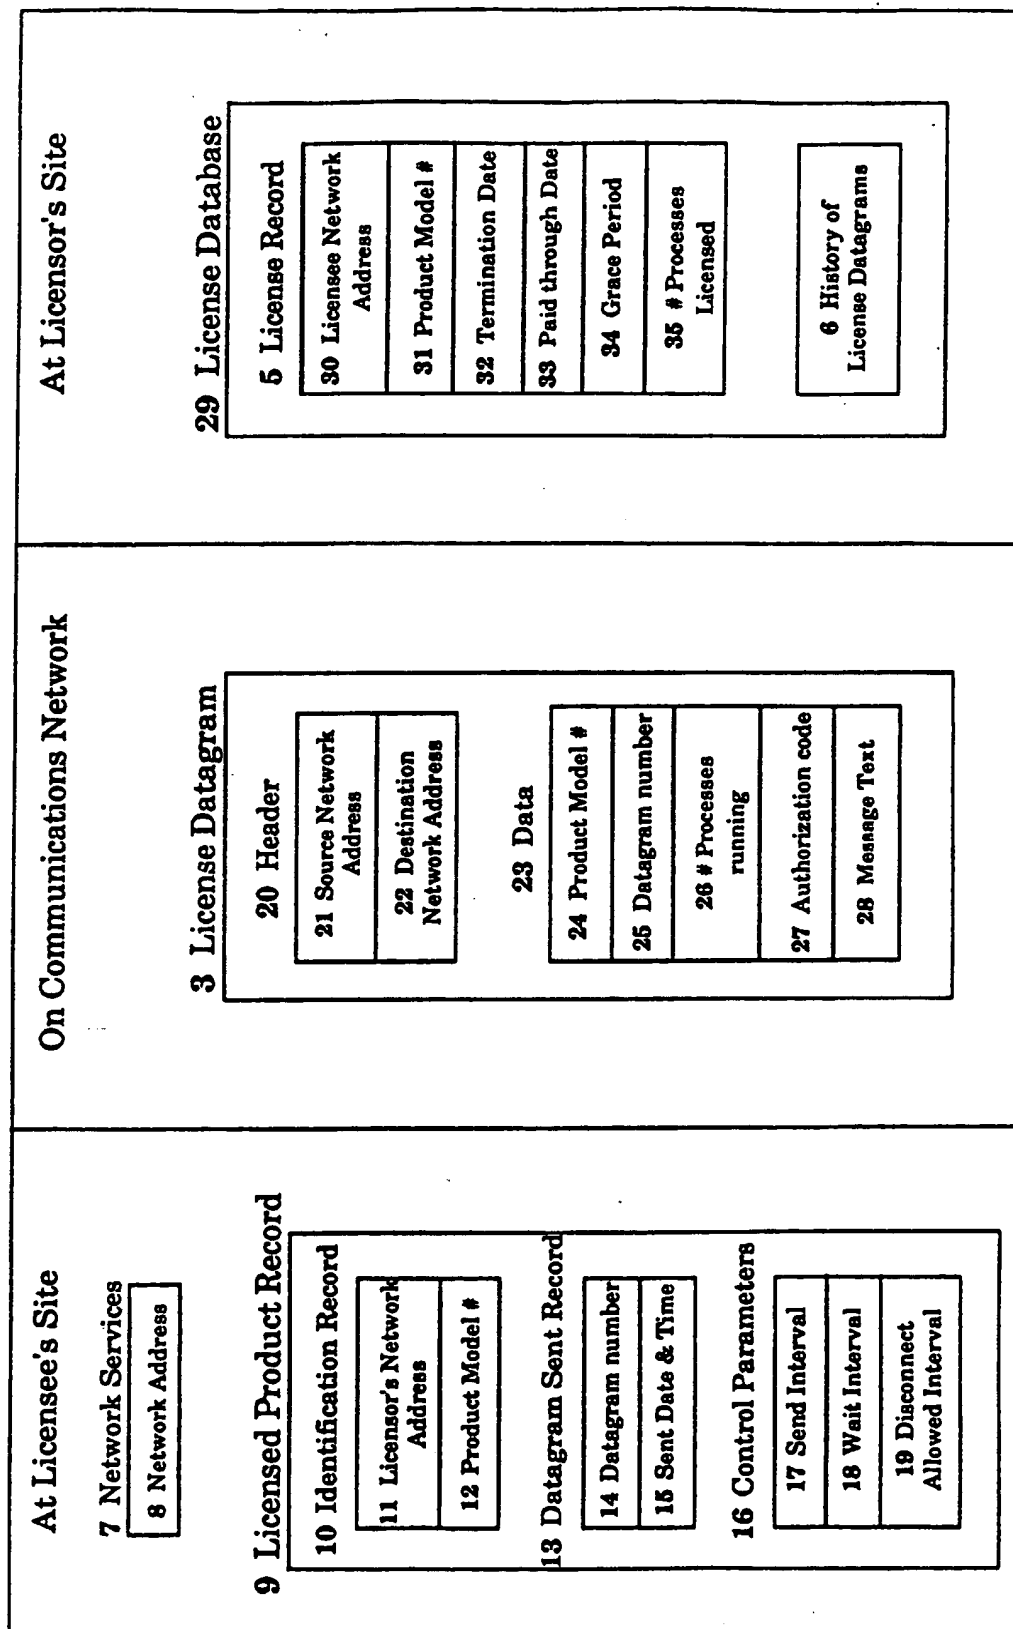 At Licensee's Site
7 Network Services
8 Network Address
9 Licensed Product Record
10 Identification Record
11 Licensor's Network
Address
12 Product Model #
13 Datagram Sent Record
14 Datagram number
15 Sent Date & Time
16 Control Parameters
17 Send Interval
18 Wait Interval
19 Disconnect
Allowed Interval
On Communications Network
3 License Datagram
20 Header
21 Source Network
Address
22 Destination
Network Address
23 Data
24 Product Model #
25 Datagram number
26 # Processes
running
27 Authorization code
28 Message Text
At Licensor's Site
29 License Database
5 License Record
30 Licensee Network
Address
31 Product Model #
32 Termination Date
33 Paid through Date
34 Grace Period
35 # Processes
Licensed
6 History of
License Datagrams